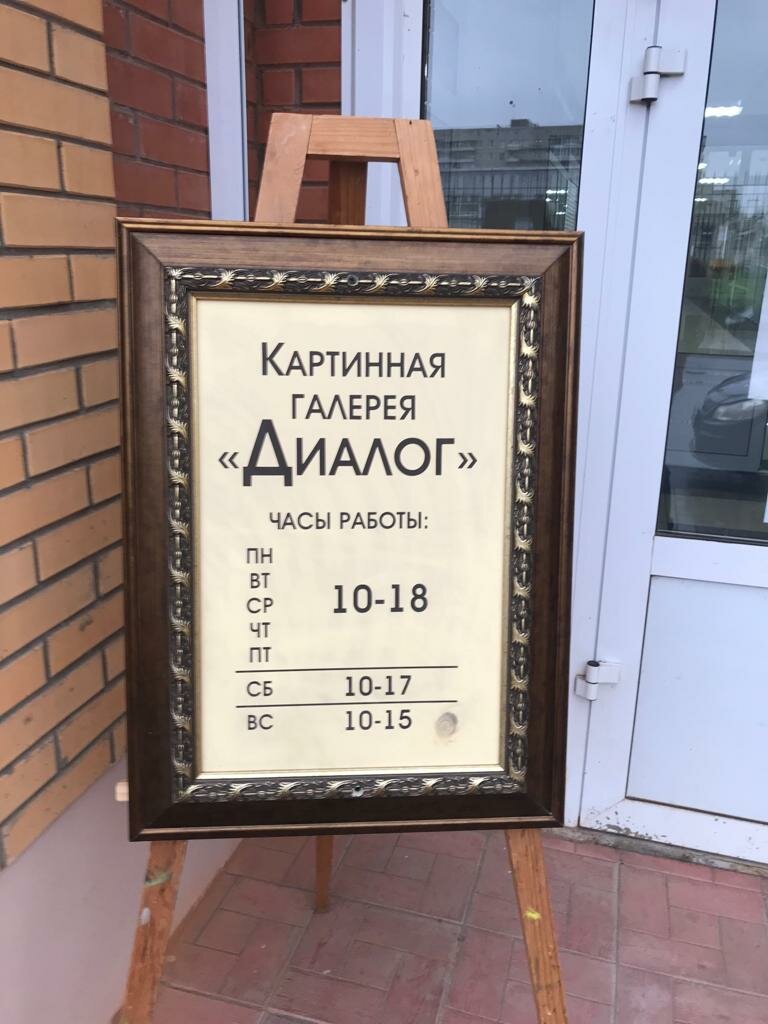 Картинная
галерея
«Диалог»
часы работы:
пн
вт
ср 10-18
чт
пт
сб 10-17
вс 10-15